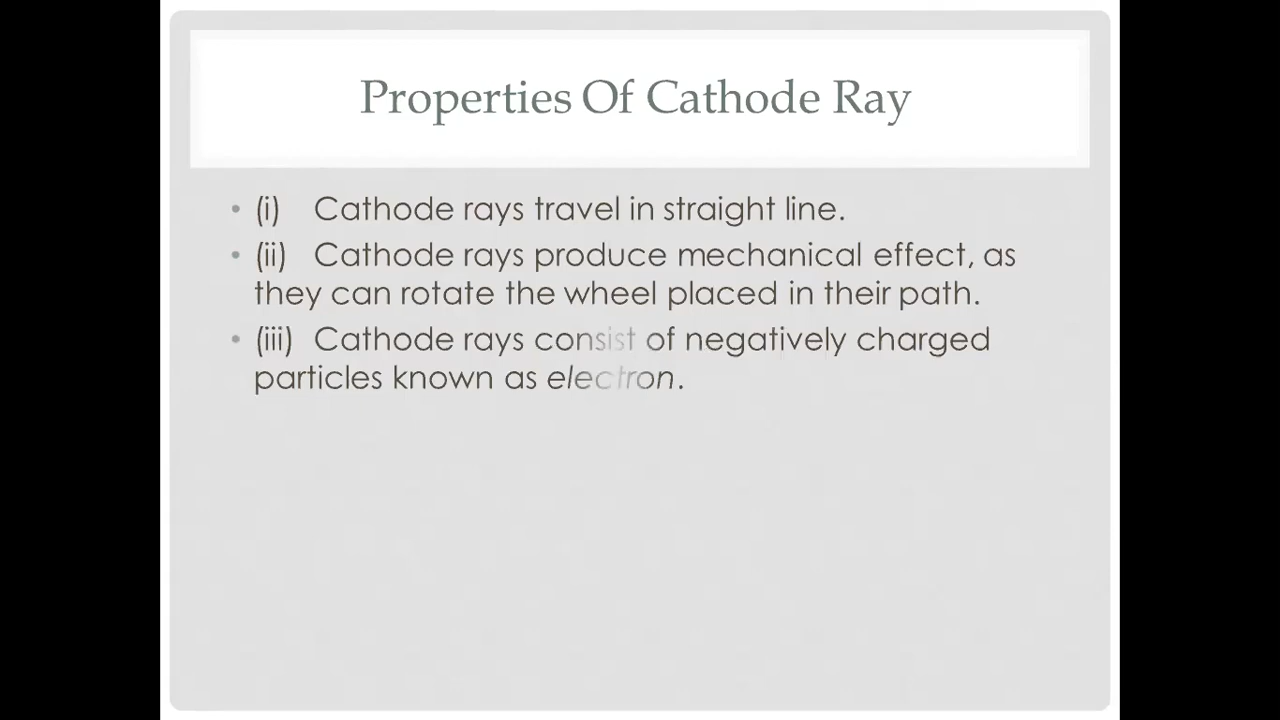 Properties Of Cathode Ray
• (i) Cathode rays travel in straight line.
• (ii) Cathode rays produce mechanical effect, as
they can rotate the wheel placed in their path.
• (iii) Cathode rays consist of negatively charged
particles known as electron.